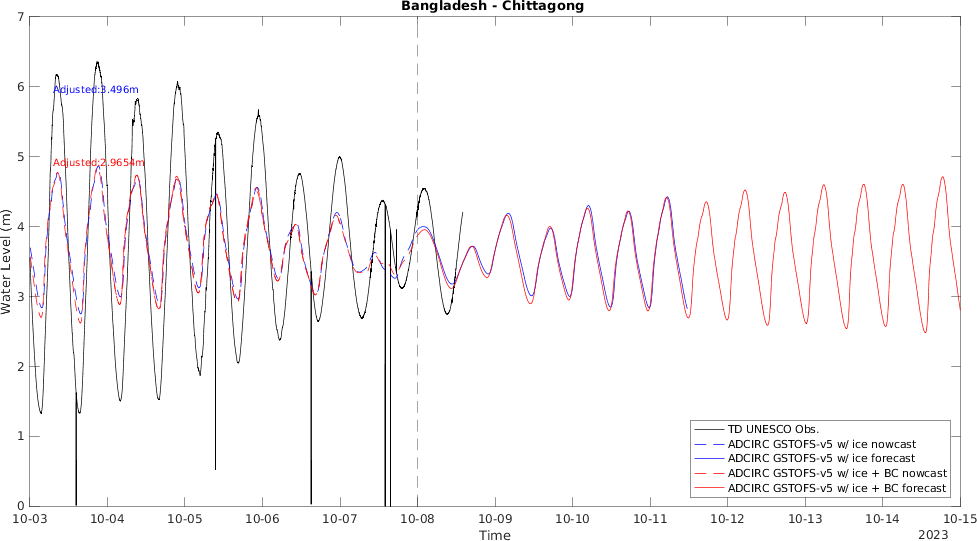 Bangladesh - Chittagong
7
6
5
4
3
2
1
0
Water Level (m)
Adjusted:3.496m
Adjusted:2.9654m
TD UNESCO Obs.
ADCIRC GSTOFS-v5 w/ ice nowcast
ADCIRC GSTOFS-v5 w/ ice forecast
ADCIRC GSTOFS-v5 w/ ice + BC nowcast
ADCIRC GSTOFS-v5 w/ ice + BC forecast
10-03 10-04 10-05 10-06 10-07 10-08 10-09 10-10 10-11 10-12 10-13 10-14 10-15
Time
2023